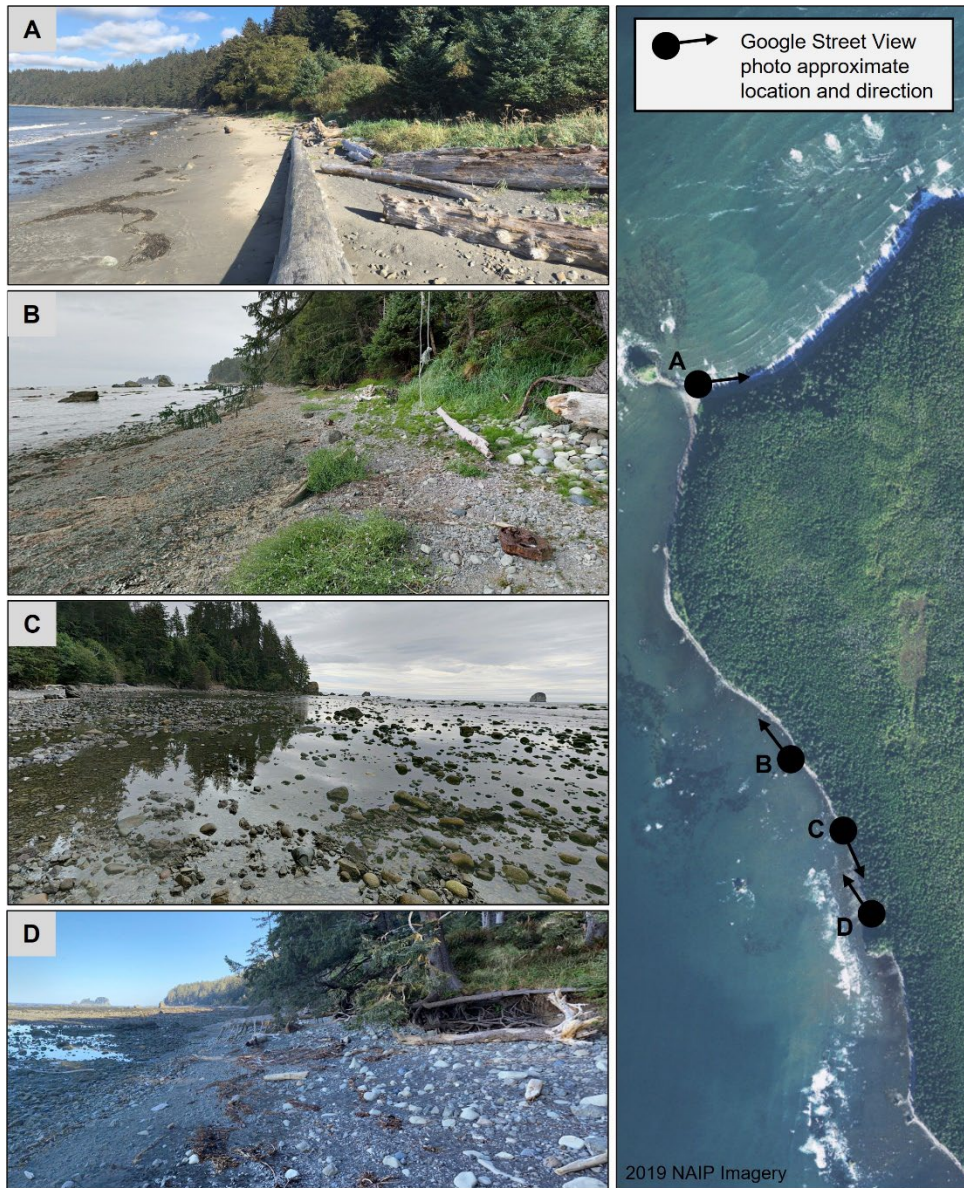 A
B
C
D
Google Street View
photo approximate
location and direction
A
B
C
D
2019 NAIP Imagery